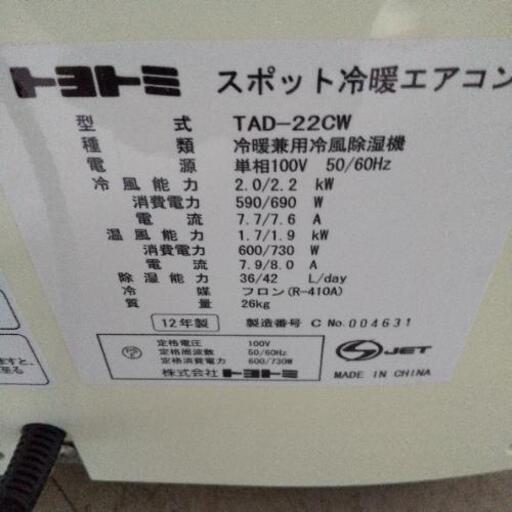 トヨトミ スポット冷暖エアコン
型 式 TAD-22CW
種 類 冷暖兼用冷風除湿機
電 源 単相100V 50/60Hz
冷風能力 2.0/2.2 kW
消費電力 590/690 W
電 流 7.7/7.6 A
温風能力 1.7/1.9 kW
消費電力 600/730 W
電 流 7.9/8.0 A
除湿能力 36/42 L/day
冷 媒 フロン(R-410A)
質 量 26kg
12年製 製造番号 C No.004631
定格電圧 100V
定格周波数 50/60Hz
定格消費電力 600/730W
株式会社トヨトミ
JET
MADE IN CHINA
ますと、
至る